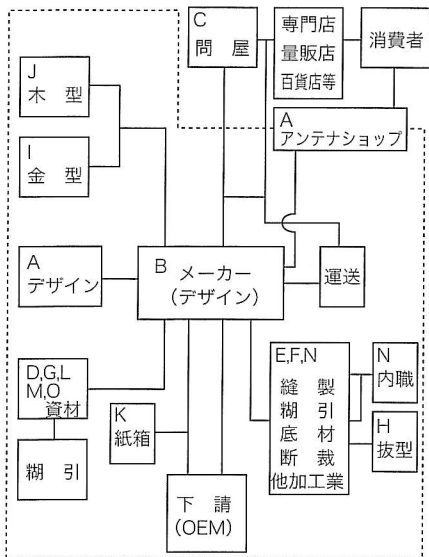 C
問 屋
専門店
量販店
百貨店等
消費者
J
木 型
A
アンテナショップ
I
金 型
A
デザイン
B
メーカー
(デザイン)
運送
D,G,L
M,O
資材
糊 引
K
紙箱
下 請
(OEM)
E,F,N
縫 製
糊 引
底 材
断 裁
他加工業
N
内職
H
抜型